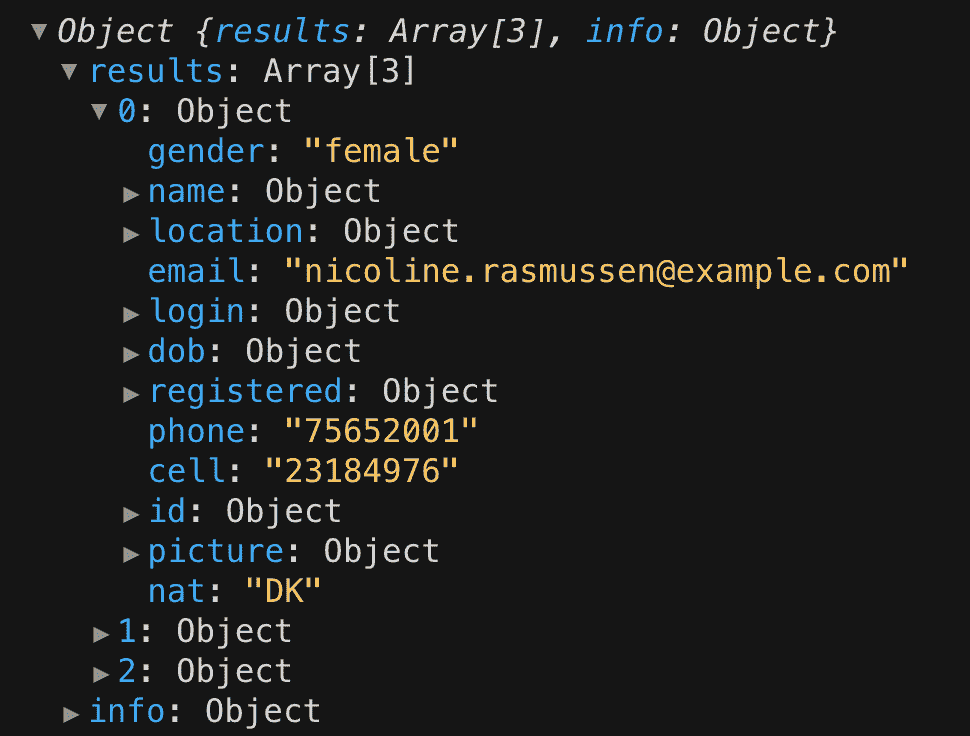 ▼ Object {results: Array[3], info: Object}
▼ results: Array[3]
▼ 0: Object
gender: "female"
▶ name: Object
▶ location: Object
email: "nicoline.rasmussen@example.com"
▶ login: Object
▶ dob: Object
▶ registered: Object
phone: "75652001"
cell: "23184976"
▶ id: Object
▶ picture: Object
nat: "DK"
▶ 1: Object
▶ 2: Object
▶ info: Object